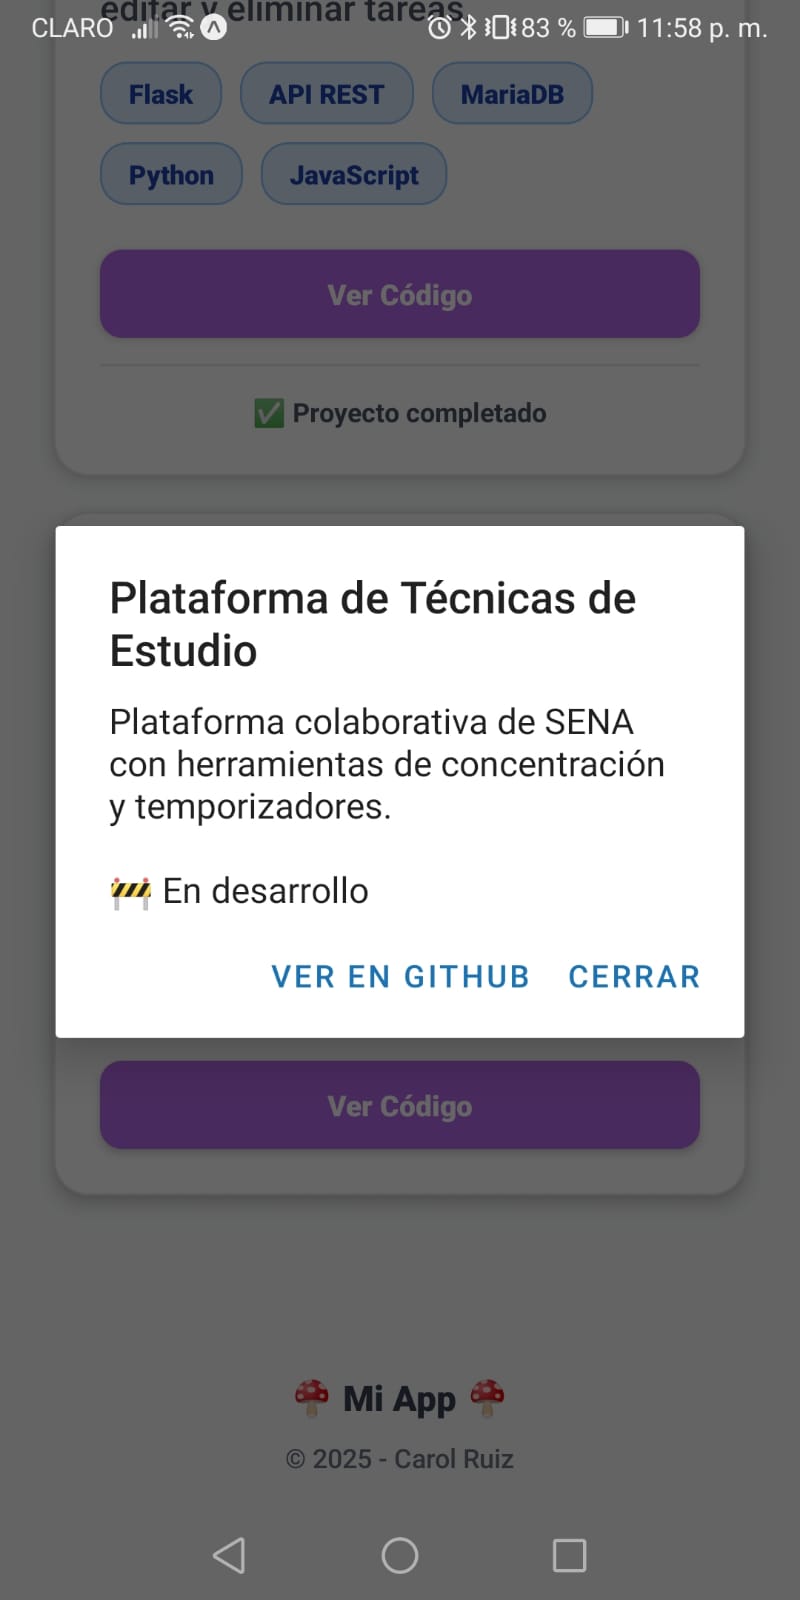 editar y eliminar tareas.
CLARO 83 % 11:58 p. m.
Flask API REST MariaDB
Python JavaScript
Ver Código
✅ Proyecto completado
Plataforma de Técnicas de
Estudio
Plataforma colaborativa de SENA
con herramientas de concentración
y temporizadores.
🚧 En desarrollo
VER EN GITHUB CERRAR
Ver Código
🍄 Mi App 🍄
© 2025 - Carol Ruiz